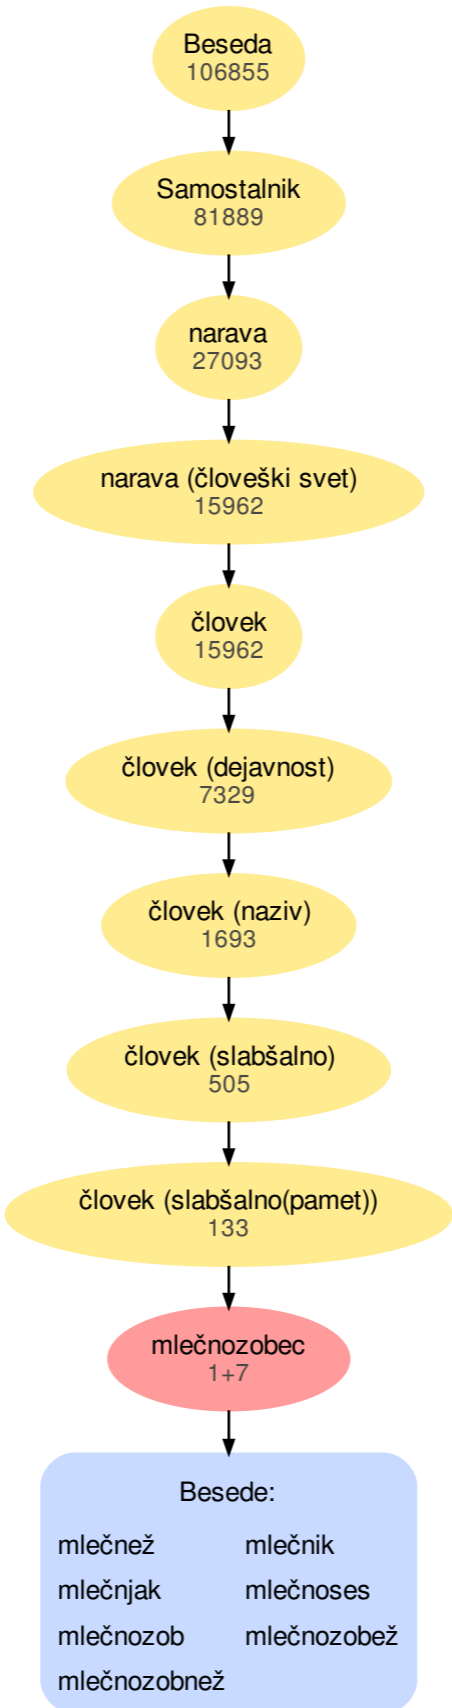 Beseda
106855
Samostalnik
81889
narava
27093
narava (človeški svet)
15962
človek
15962
človek (dejavnost)
7329
človek (naziv)
1693
človek (slabšalno)
505
človek (slabšalno(pamet))
133
mlečnozobec
1+7
Besede:
mlečnež mlečnik
mlečnjak mlečnoses
mlečnozob mlečnozobež
mlečnozobnež